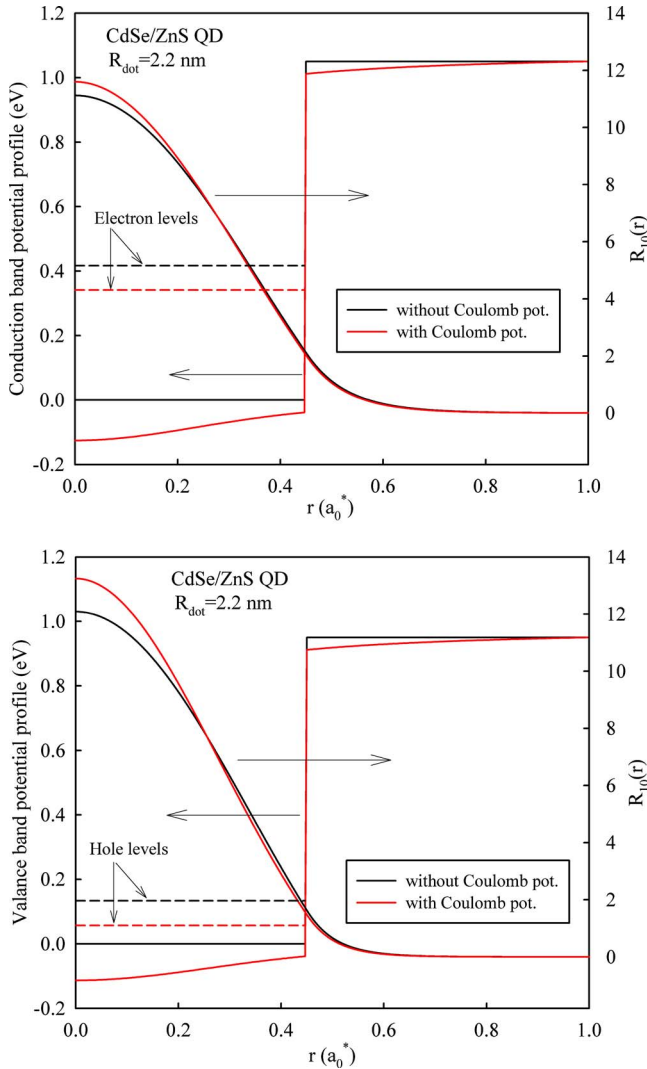 CdSe/ZnS QD
R_dot=2.2 nm
Conduction band potential profile (eV)
1.2
1.0
0.8
0.6
0.4
0.2
0.0
-0.2
14
12
10
8
6
4
2
0
R_10(r)
Electron levels
without Coulomb pot.
with Coulomb pot.
0.0 0.2 0.4 0.6 0.8 1.0
r (a_0^*)
CdSe/ZnS QD
R_dot=2.2 nm
Valance band potential profile (eV)
1.2
1.0
0.8
0.6
0.4
0.2
0.0
-0.2
14
12
10
8
6
4
2
0
R_10(r)
Hole levels
without Coulomb pot.
with Coulomb pot.
0.0 0.2 0.4 0.6 0.8 1.0
r (a_0^*)